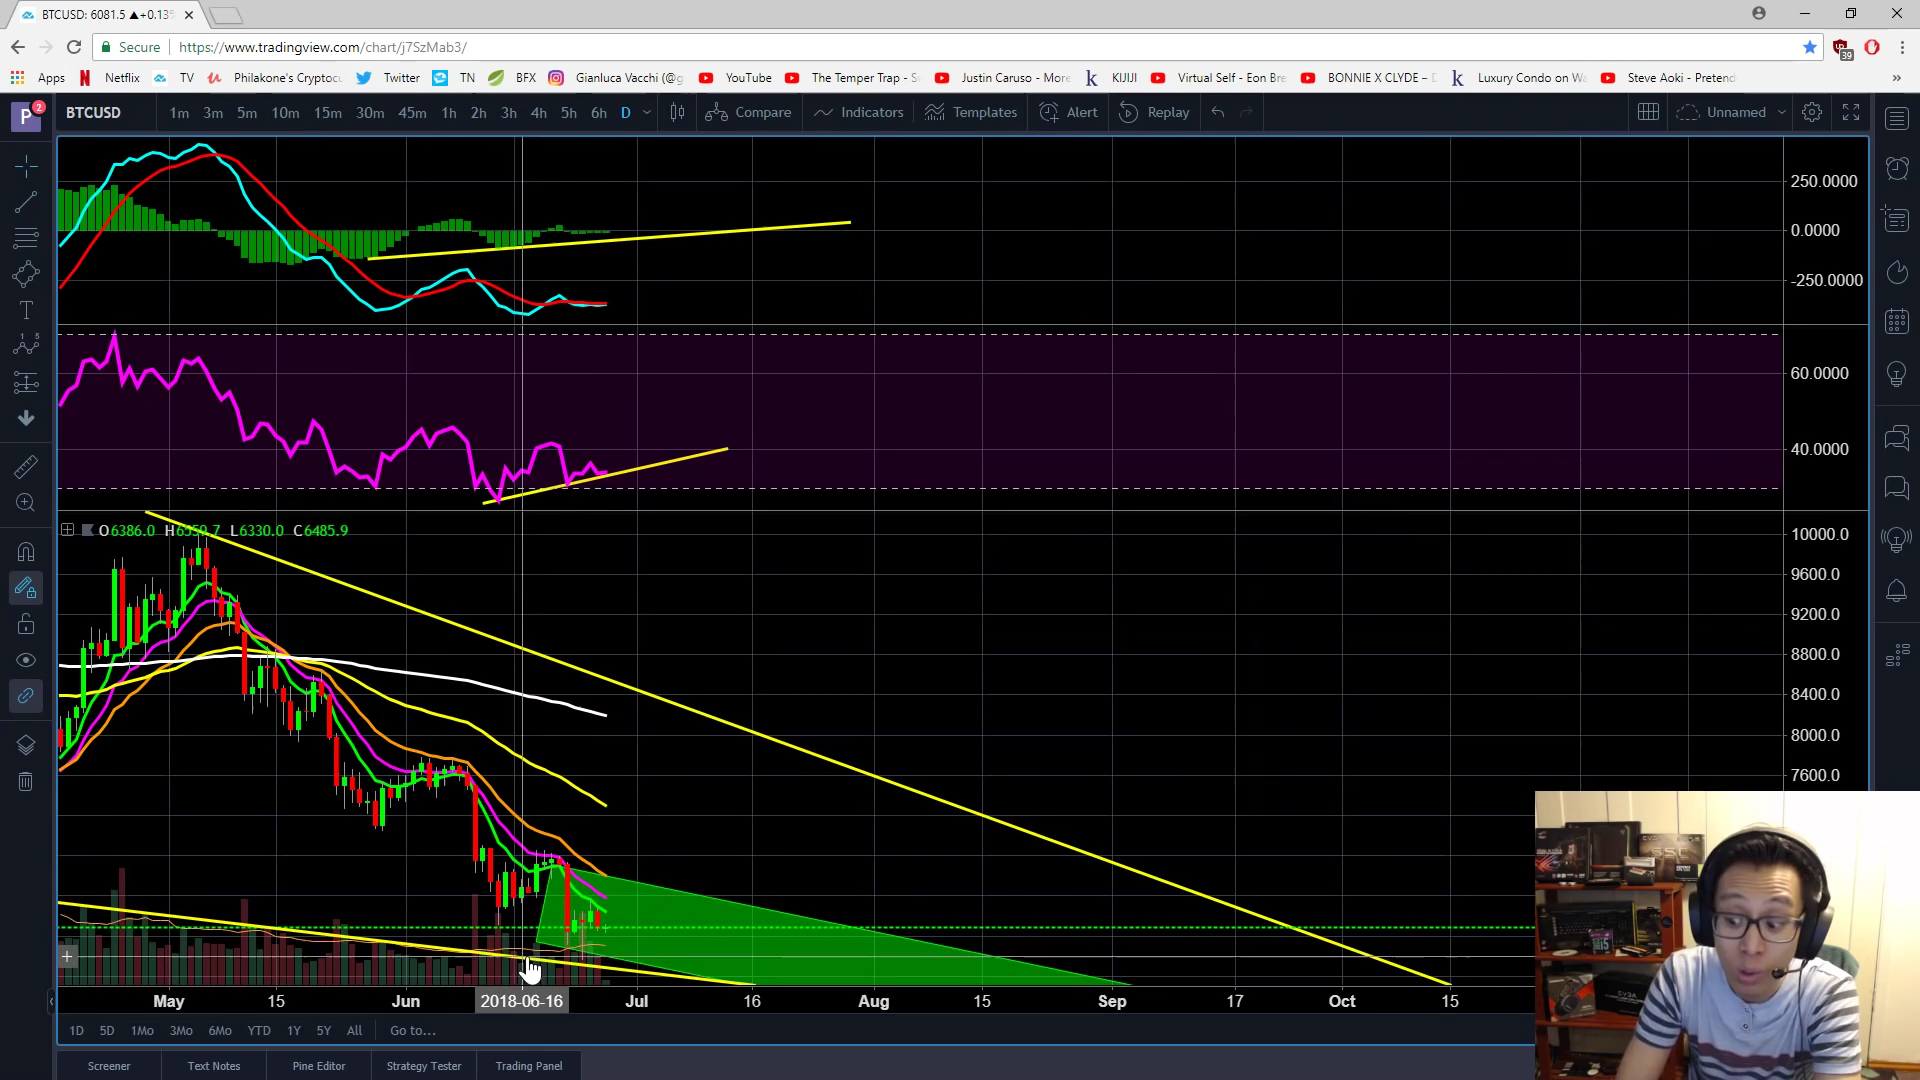 BTCUSD: 6081.5 ▲+0.13%
Secure https://www.tradingview.com/chart/j7SzMab3/
39
Apps Netflix TV Philakone's Cryptocu Twitter TN BFX Gianluca Vacchi (@g YouTube The Temper Trap - S Justin Caruso - More KIJIJI Virtual Self - Eon Bre BONNIE X CLYDE – Luxury Condo on Wa Steve Aoki - Pretend »
P 2 BTCUSD 1m 3m 5m 10m 15m 30m 45m 1h 2h 3h 4h 5h 6h D Compare Indicators Templates Alert Replay Unnamed
250.0000
0.0000
-250.0000
60.0000
40.0000
O6386.0 H6559.7 L6330.0 C6485.9
10000.0
9600.0
9200.0
8800.0
8400.0
8000.0
7600.0
May 15 Jun 2018-06-16 Jul 16 Aug 15 Sep 17 Oct 15
1D 5D 1Mo 3Mo 6Mo YTD 1Y 5Y All Go to...
Screener Text Notes Pine Editor Strategy Tester Trading Panel